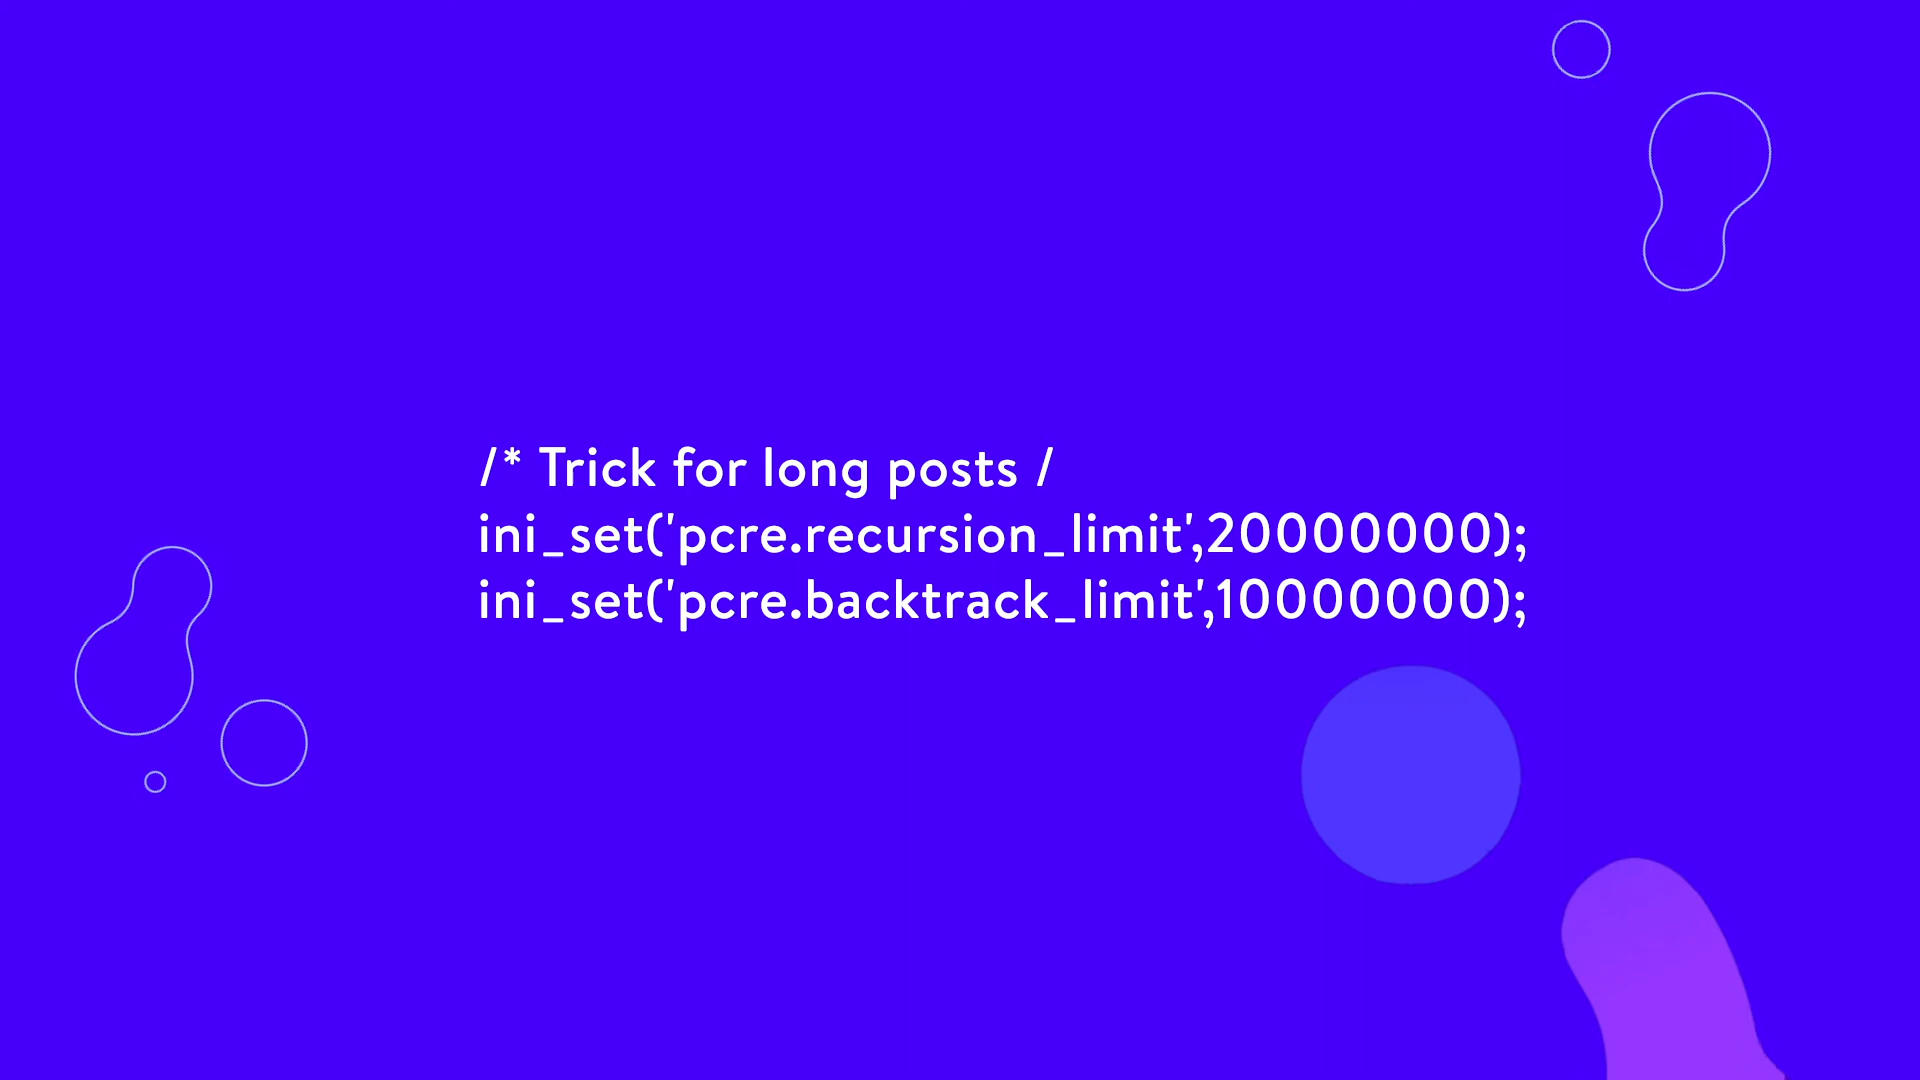 /* Trick for long posts /
ini_set('pcre.recursion_limit',20000000);
ini_set('pcre.backtrack_limit',10000000);